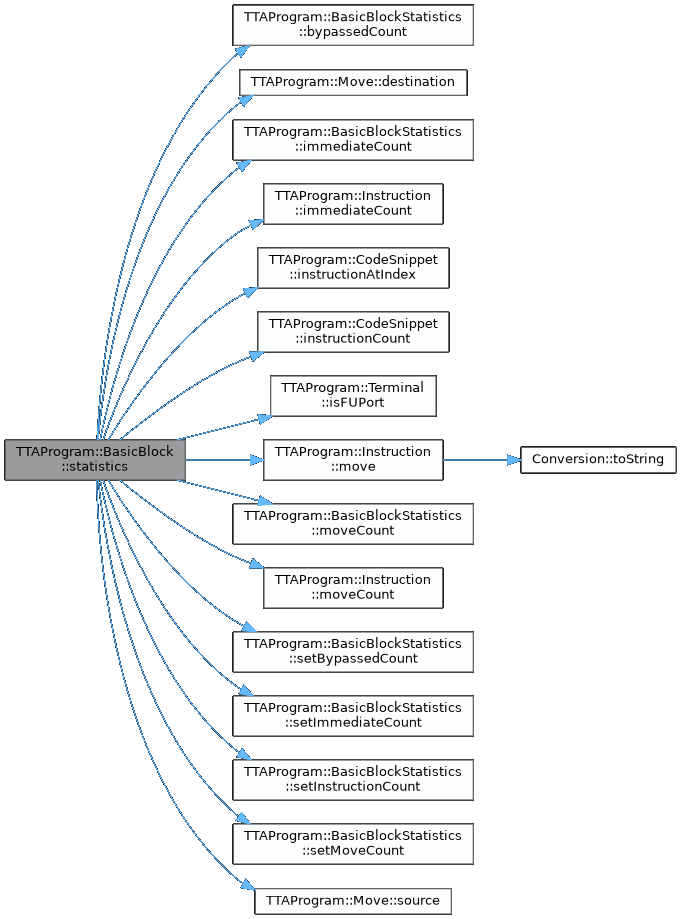 TTAProgram::BasicBlockStatistics
::bypassedCount
TTAProgram::Move::destination
TTAProgram::BasicBlockStatistics
::immediateCount
TTAProgram::Instruction
::immediateCount
TTAProgram::CodeSnippet
::instructionAtIndex
TTAProgram::CodeSnippet
::instructionCount
TTAProgram::Terminal
::isFUPort
TTAProgram::BasicBlock
::statistics
TTAProgram::Instruction
::move
Conversion::toString
TTAProgram::BasicBlockStatistics
::moveCount
TTAProgram::Instruction
::moveCount
TTAProgram::BasicBlockStatistics
::setBypassedCount
TTAProgram::BasicBlockStatistics
::setImmediateCount
TTAProgram::BasicBlockStatistics
::setInstructionCount
TTAProgram::BasicBlockStatistics
::setMoveCount
TTAProgram::Move::source